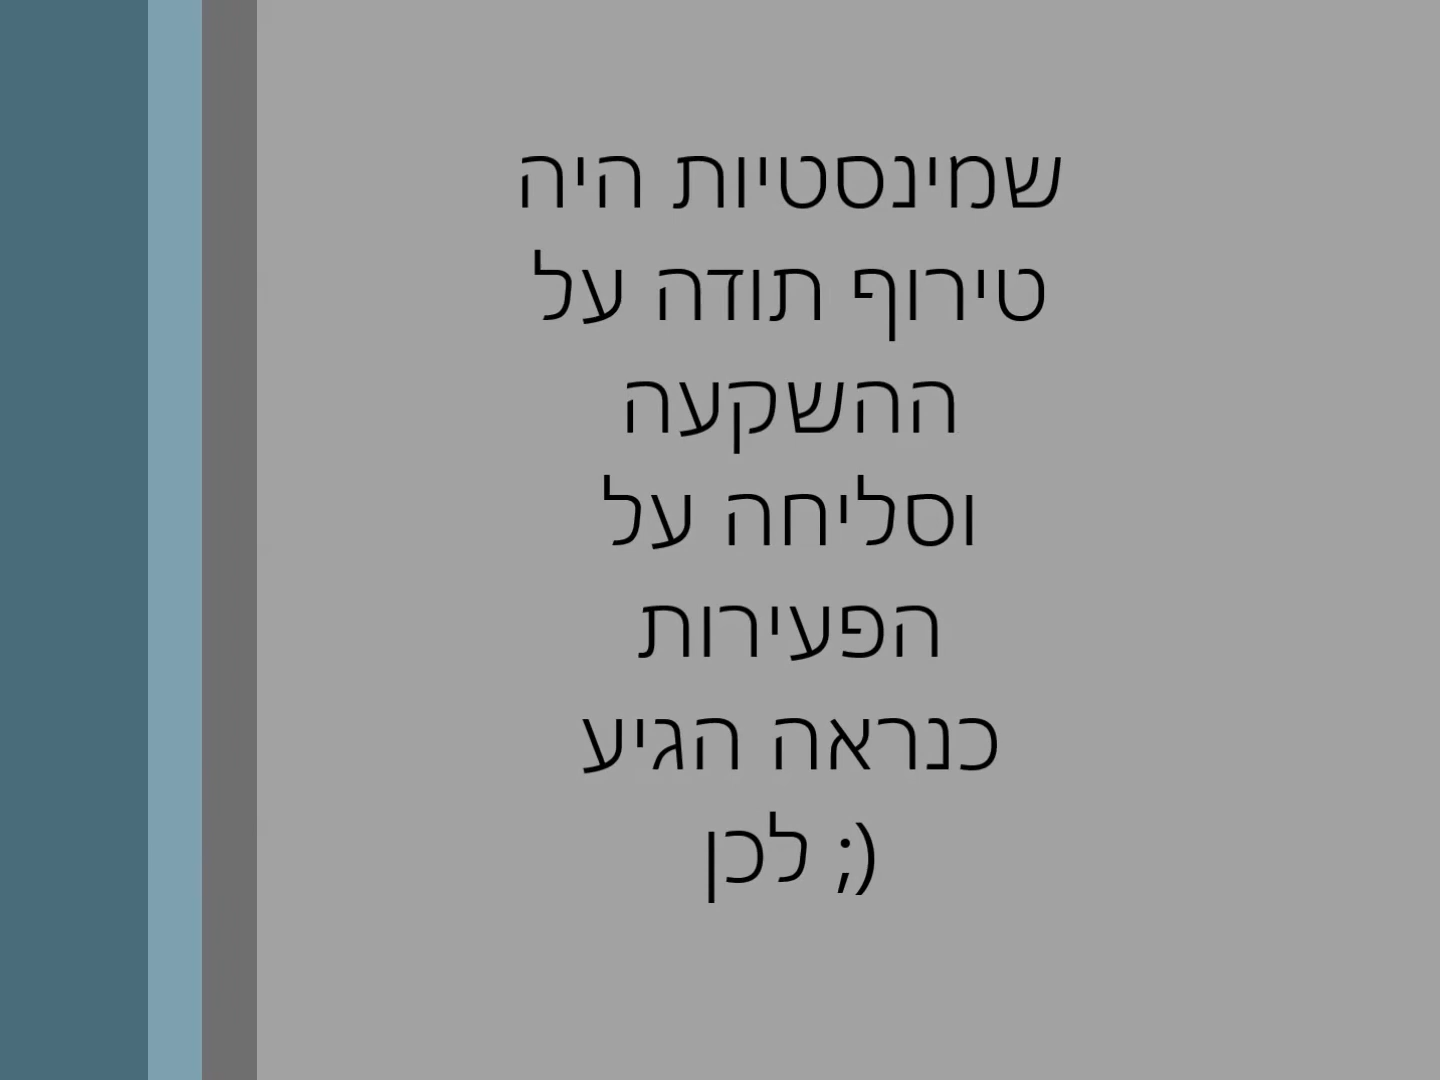 שמינסטיות היה
טירוף תודה על
ההשקעה
וסליחה על
הפעירות
כנראה הגיע
לכן ;)